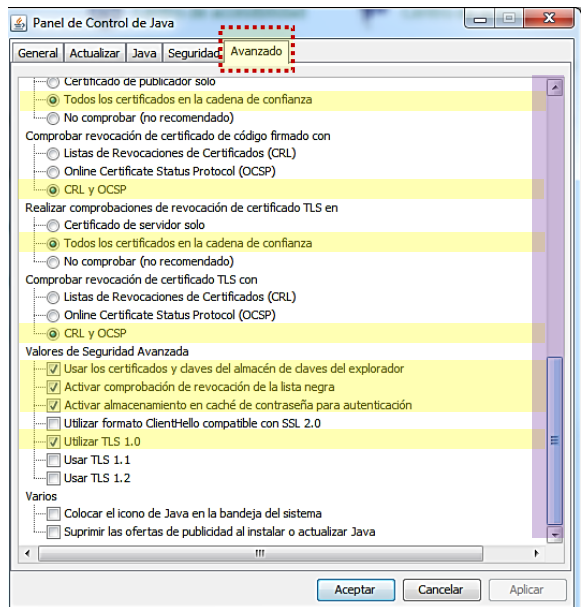 Panel de Control de Java
General Actualizar Java Seguridad Avanzado
Certificado de publicador solo
Todos los certificados en la cadena de confianza
No comprobar (no recomendado)
Comprobar revocación de certificado de código firmado con
Listas de Revocaciones de Certificados (CRL)
Online Certificate Status Protocol (OCSP)
CRL y OCSP
Realizar comprobaciones de revocación de certificado TLS en
Certificado de servidor solo
Todos los certificados en la cadena de confianza
No comprobar (no recomendado)
Comprobar revocación de certificado TLS con
Listas de Revocaciones de Certificados (CRL)
Online Certificate Status Protocol (OCSP)
CRL y OCSP
Valores de Seguridad Avanzada
Usar los certificados y claves del almacén de claves del explorador
Activar comprobación de revocación de la lista negra
Activar almacenamiento en caché de contraseña para autenticación
Utilizar formato ClientHello compatible con SSL 2.0
Utilizar TLS 1.0
Usar TLS 1.1
Usar TLS 1.2
Varios
Colocar el icono de Java en la bandeja del sistema
Suprimir las ofertas de publicidad al instalar o actualizar Java
Aceptar Cancelar Aplicar